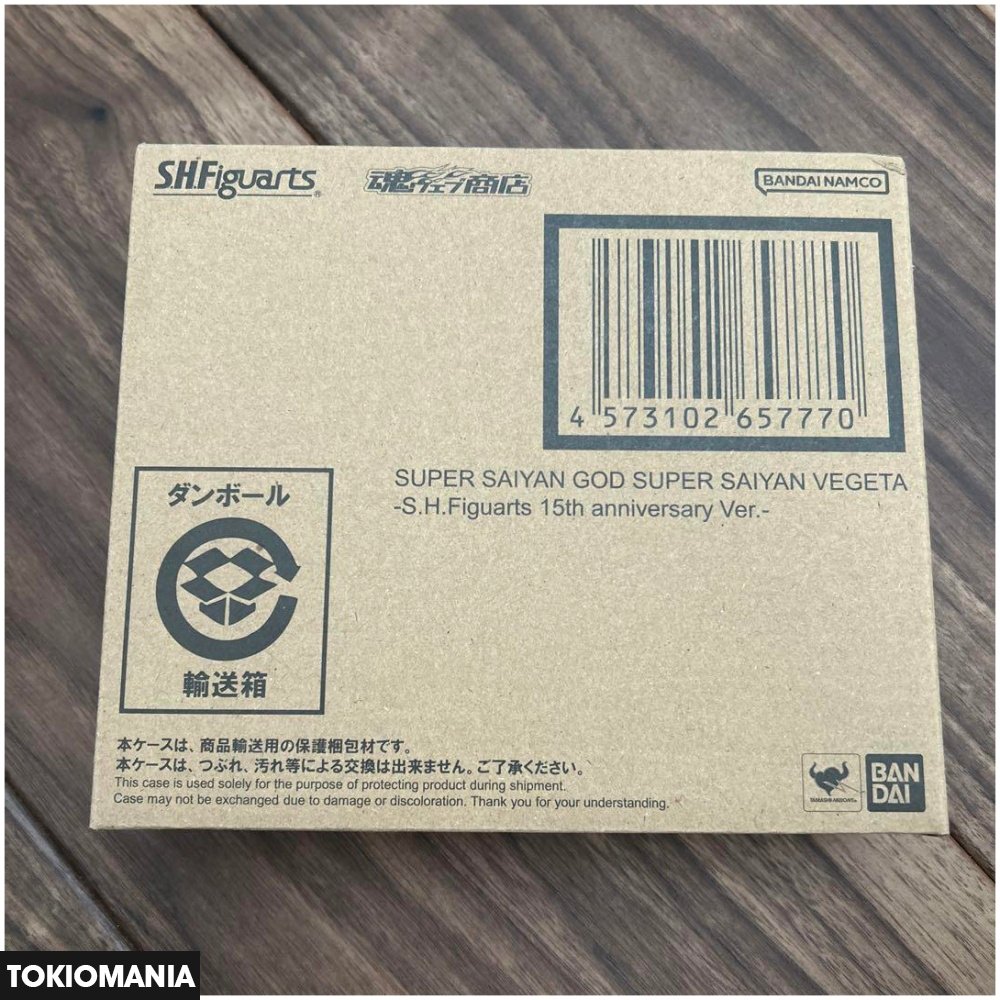 S.H.Figuarts
魂ウェブ商店
BANDAI NAMCO
4 573102 657770
SUPER SAIYAN GOD SUPER SAIYAN VEGETA
-S.H.Figuarts 15th anniversary Ver.-
ダンボール
輸送箱
本ケースは、商品輸送用の保護梱包材です。
本ケースは、つぶれ、汚れ等による交換は出来ません。ご了承ください。
This case is used solely for the purpose of protecting product during shipment.
Case may not be exchanged due to damage or discoloration. Thank you for your understanding.
TAMASHII NATIONS
BAN
DAI
TOKIOMANIA